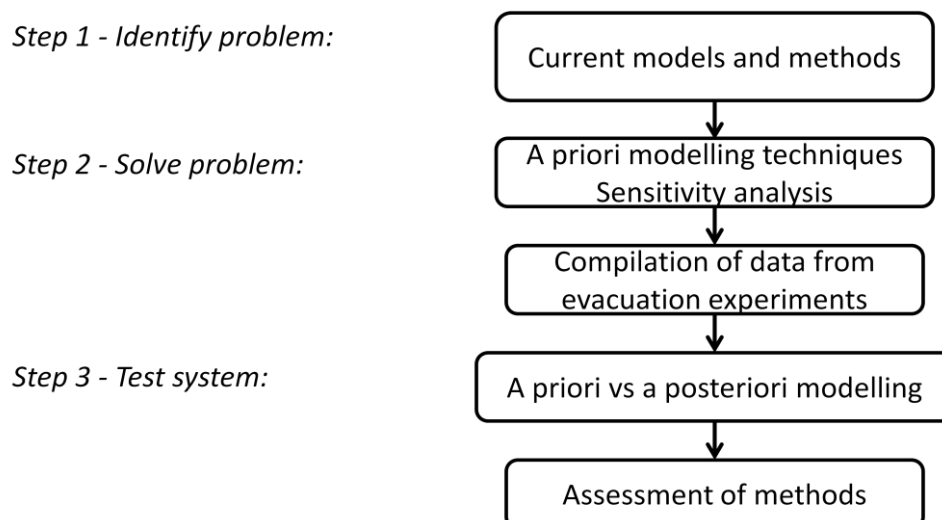 Step 1 - Identify problem:
Current models and methods
Step 2 - Solve problem:
A priori modelling techniques
Sensitivity analysis
Compilation of data from
evacuation experiments
Step 3 - Test system:
A priori vs a posteriori modelling
Assessment of methods